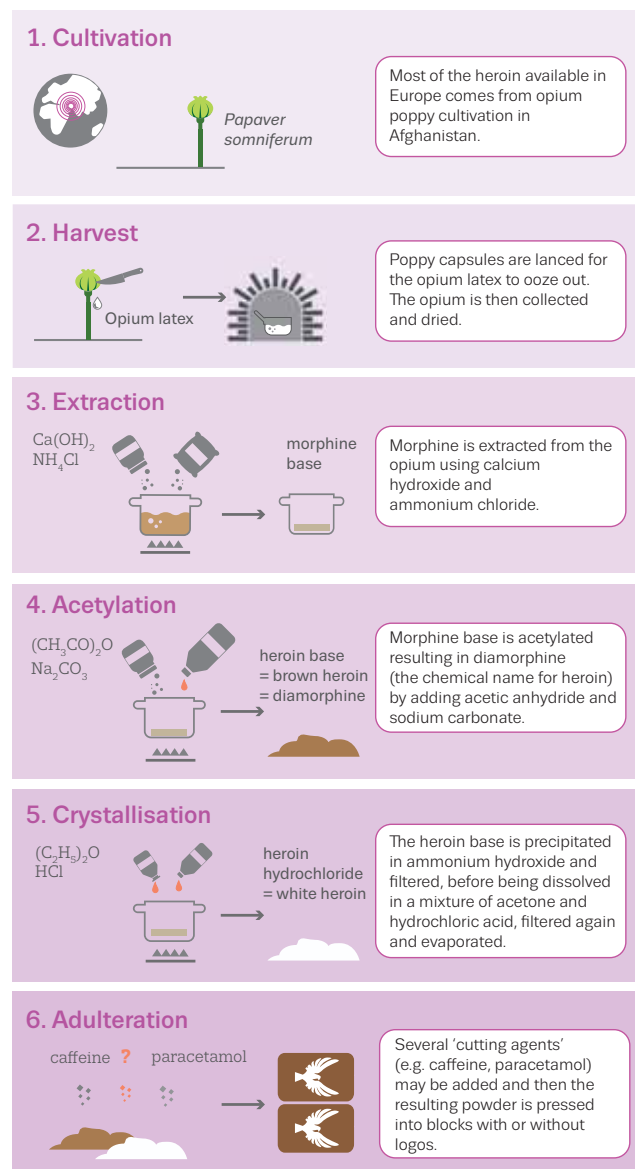 1. Cultivation
Papaver
somniferum
Most of the heroin available in
Europe comes from opium
poppy cultivation in
Afghanistan.
2. Harvest
Opium latex
Poppy capsules are lanced for
the opium latex to ooze out.
The opium is then collected
and dried.
3. Extraction
Ca(OH)₂
NH₄Cl
morphine
base
Morphine is extracted from the
opium using calcium
hydroxide and
ammonium chloride.
4. Acetylation
(CH₃CO)₂O
Na₂CO₃
heroin base
= brown heroin
= diamorphine
Morphine base is acetylated
resulting in diamorphine
(the chemical name for heroin)
by adding acetic anhydride and
sodium carbonate.
5. Crystallisation
(C₂H₅)₂O
HCl
heroin
hydrochloride
= white heroin
The heroin base is precipitated
in ammonium hydroxide and
filtered, before being dissolved
in a mixture of acetone and
hydrochloric acid, filtered again
and evaporated.
6. Adulteration
caffeine ? paracetamol
Several ‘cutting agents’
(e.g. caffeine, paracetamol)
may be added and then the
resulting powder is pressed
into blocks with or without
logos.